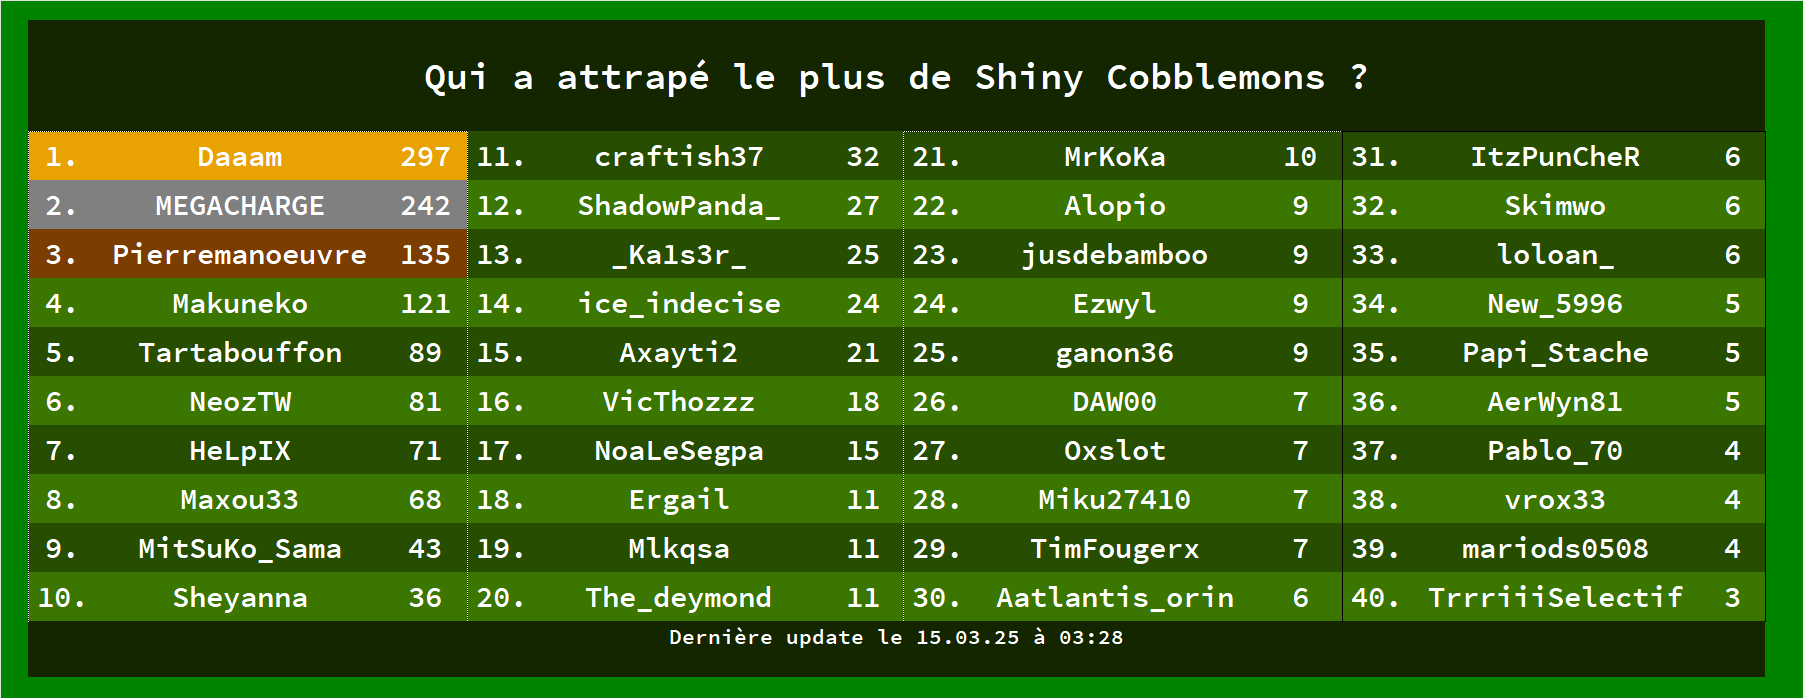 Qui a attrapé le plus de Shiny Cobblemons ?
1. Daaam 297
2. MEGACHARGE 242
3. Pierremanoeuvre 135
4. Makuneko 121
5. Tartabouffon 89
6. NeozTW 81
7. HeLpIX 71
8. Maxou33 68
9. MitSuKo_Sama 43
10. Sheyanna 36
11. craftish37 32
12. ShadowPanda_ 27
13. _Ka1s3r_ 25
14. ice_indecise 24
15. Axayti2 21
16. VicThozzz 18
17. NoaLeSegpa 15
18. Ergail 11
19. Mlkqsa 11
20. The_deymond 11
21. MrKoKa 10
22. Alopio 9
23. jusdebamboo 9
24. Ezwyl 9
25. ganon36 9
26. DAW00 7
27. Oxslot 7
28. Miku27410 7
29. TimFougerx 7
30. Aatlantis_orin 6
31. ItzPunCheR 6
32. Skimwo 6
33. loloan_ 6
34. New_5996 5
35. Papi_Stache 5
36. AerWyn81 5
37. Pablo_70 4
38. vrox33 4
39. mariods0508 4
40. TrrriiiSelectif 3
Dernière update le 15.03.25 à 03:28